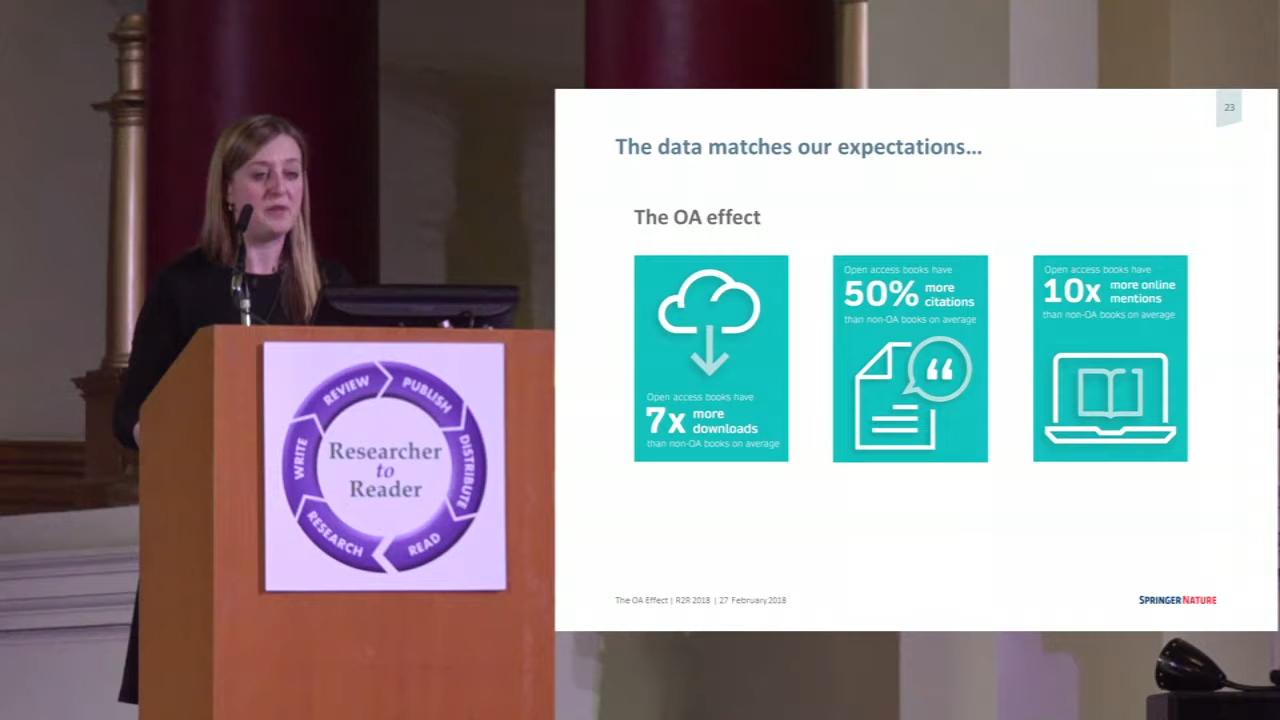 23
The data matches our expectations...
The OA effect
Open access books have
7x more
downloads
than non-OA books on average
Open access books have
50% more
citations
than non-OA books on average
Open access books have
10x more online
mentions
than non-OA books on average
The OA Effect | R2R 2018 | 27 February 2018
SPRINGER NATURE
REVIEW
PUBLISH
DISTRIBUTE
READ
RESEARCH
WRITE
Researcher
to
Reader